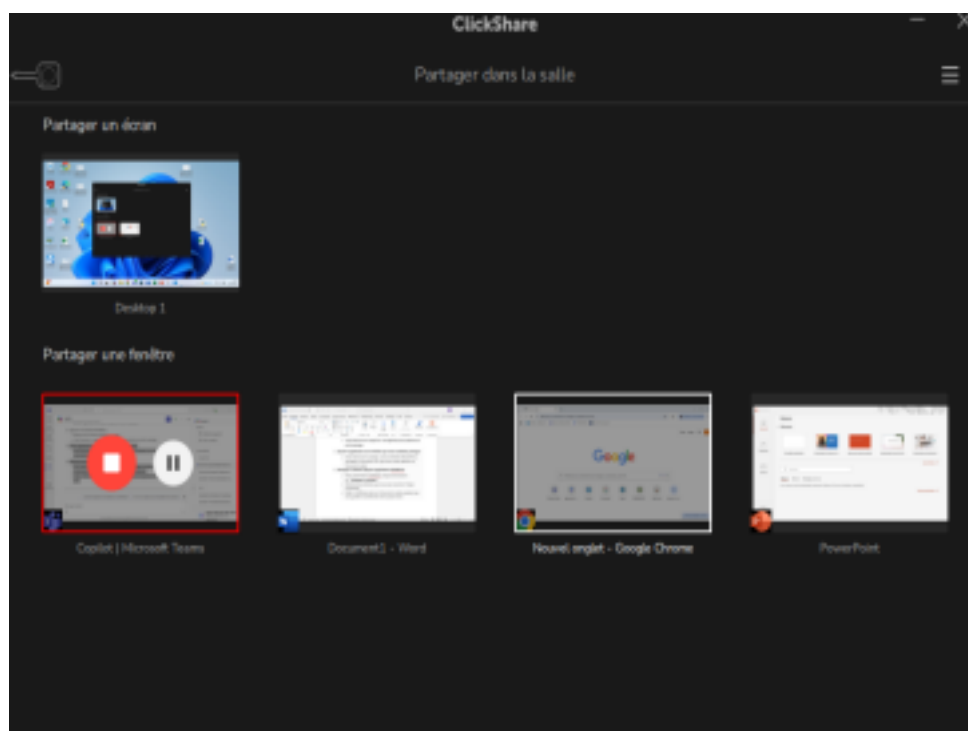 ClickShare
Partager dans la salle
Partager un écran
Desktop 1
Partager une fenêtre
Google
Copilot | Microsoft Teams
Document1 - Word
Nouvel onglet - Google Chrome
PowerPoint